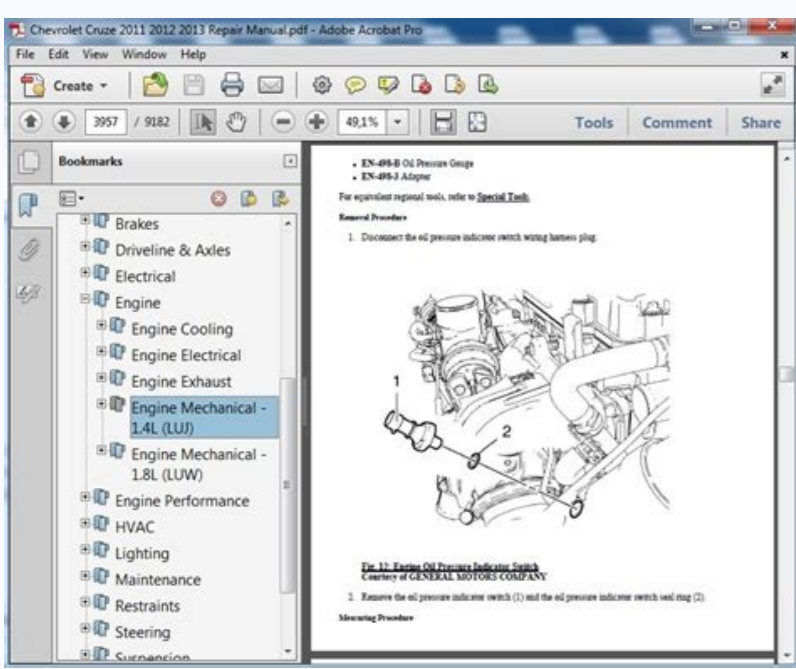 Chevrolet Cruze 2011 2012 2013 Repair Manual.pdf - Adobe Acrobat Pro
File Edit View Window Help
Create
3957 / 9182 49,1% Tools Comment Share
Bookmarks
Brakes
Driveline & Axles
Electrical
Engine
Engine Cooling
Engine Electrical
Engine Exhaust
Engine Mechanical -
1.4L (LUJ)
Engine Mechanical -
1.8L (LUW)
Engine Performance
HVAC
Lighting
Maintenance
Restraints
Steering
Suspension
EN-498-B Oil Pressure Gauge
EN-498-3 Adapter
For equivalent regional tools, refer to Special Tools.
Removal Procedure
1. Disconnect the oil pressure indicator switch wiring harness plug.
1
2
Fig. 12: Engine Oil Pressure Indicator Switch
Courtesy of GENERAL MOTORS COMPANY
2. Remove the oil pressure indicator switch (1) and the oil pressure indicator switch seal ring (2).
Measuring Procedure